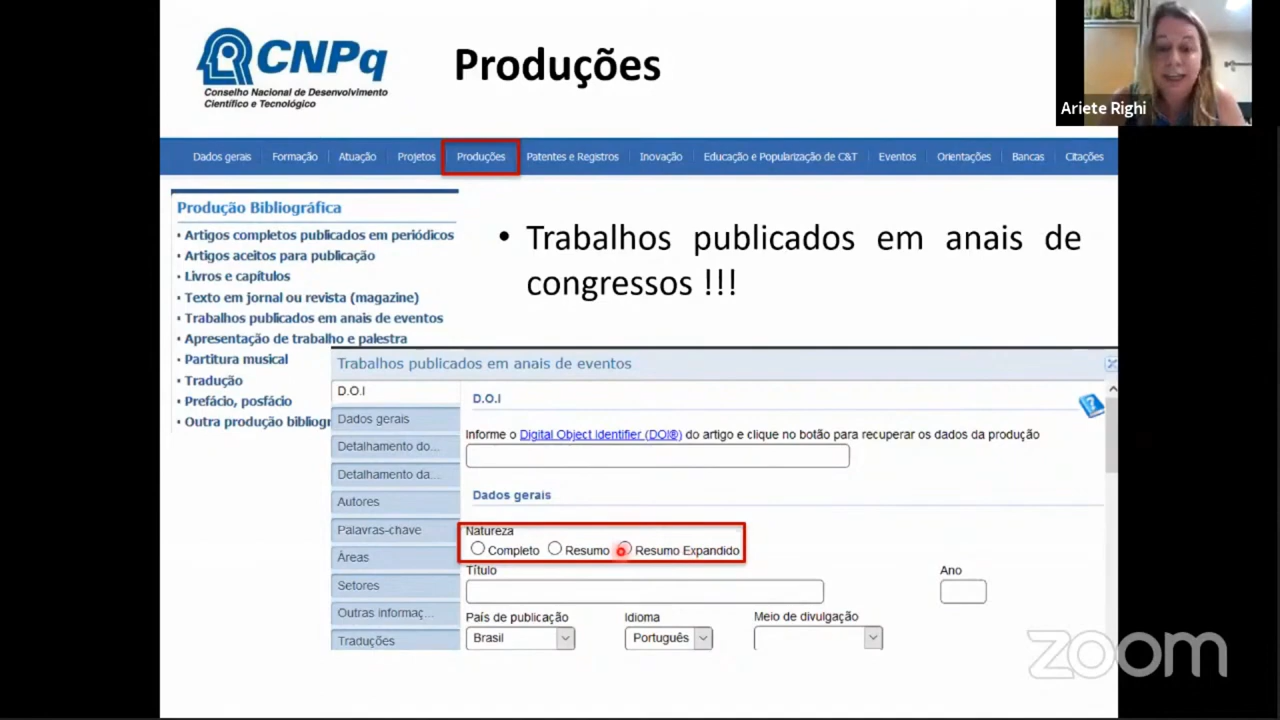 CNPq
Conselho Nacional de Desenvolvimento
Científico e Tecnológico
Produções
Ariete Righi
Dados gerais Formação Atuação Projetos Produções Patentes e Registros Inovação Educação e Popularização de C&T Eventos Orientações Bancas Citações
Produção Bibliográfica
• Artigos completos publicados em periódicos
• Artigos aceitos para publicação
• Livros e capítulos
• Texto em jornal ou revista (magazine)
• Trabalhos publicados em anais de eventos
• Apresentação de trabalho e palestra
• Partitura musical
• Tradução
• Prefácio, posfácio
• Outra produção bibliogr
• Trabalhos publicados em anais de
congressos !!!
Trabalhos publicados em anais de eventos
D.O.I
Dados gerais
Detalhamento do...
Detalhamento da...
Autores
Palavras-chave
Áreas
Setores
Outras informaç...
Traduções
D.O.I
Informe o Digital Object Identifier (DOI®) do artigo e clique no botão para recuperar os dados da produção
Dados gerais
Natureza
Completo Resumo Resumo Expandido
Título Ano
País de publicação Idioma Meio de divulgação
Brasil Português
zoom